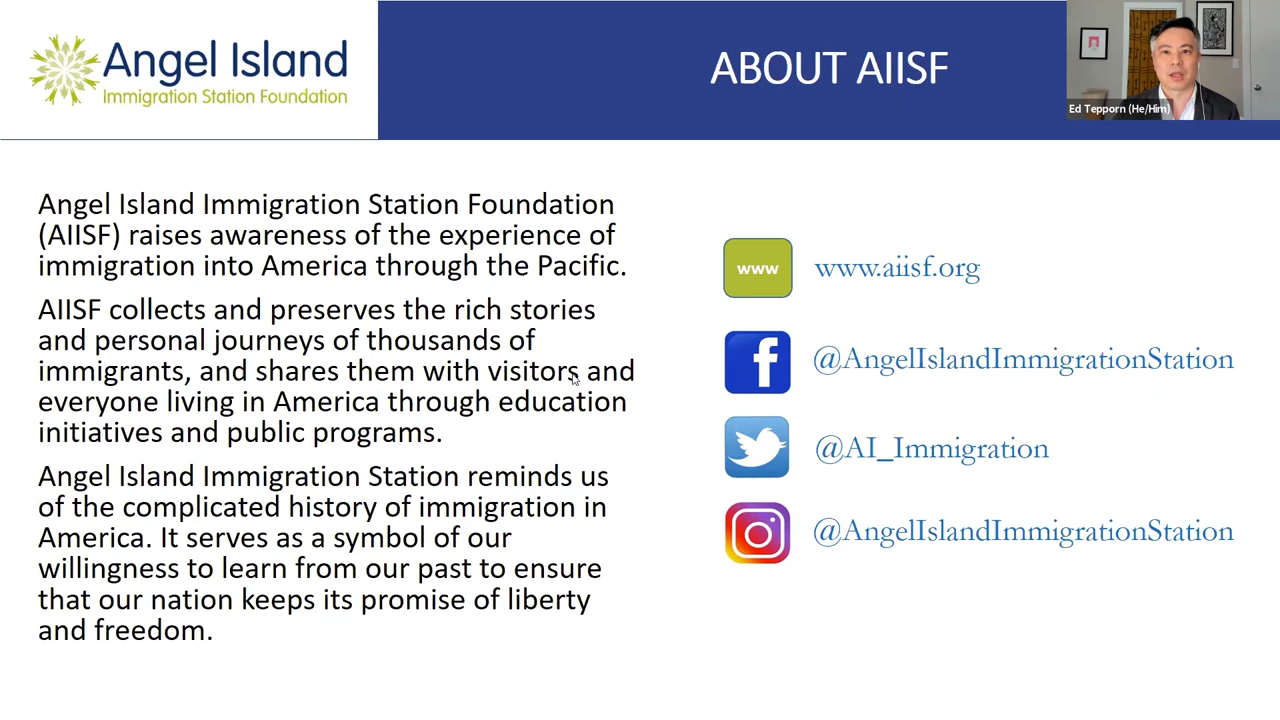 Angel Island
Immigration Station Foundation
ABOUT AIISF
Ed Tepporn (He/Him)
Angel Island Immigration Station Foundation
(AIISF) raises awareness of the experience of
immigration into America through the Pacific.
AIISF collects and preserves the rich stories
and personal journeys of thousands of
immigrants, and shares them with visitors and
everyone living in America through education
initiatives and public programs.
Angel Island Immigration Station reminds us
of the complicated history of immigration in
America. It serves as a symbol of our
willingness to learn from our past to ensure
that our nation keeps its promise of liberty
and freedom.
www
www.aiisf.org
f
@AngelIslandImmigrationStation
@AI_Immigration
@AngelIslandImmigrationStation